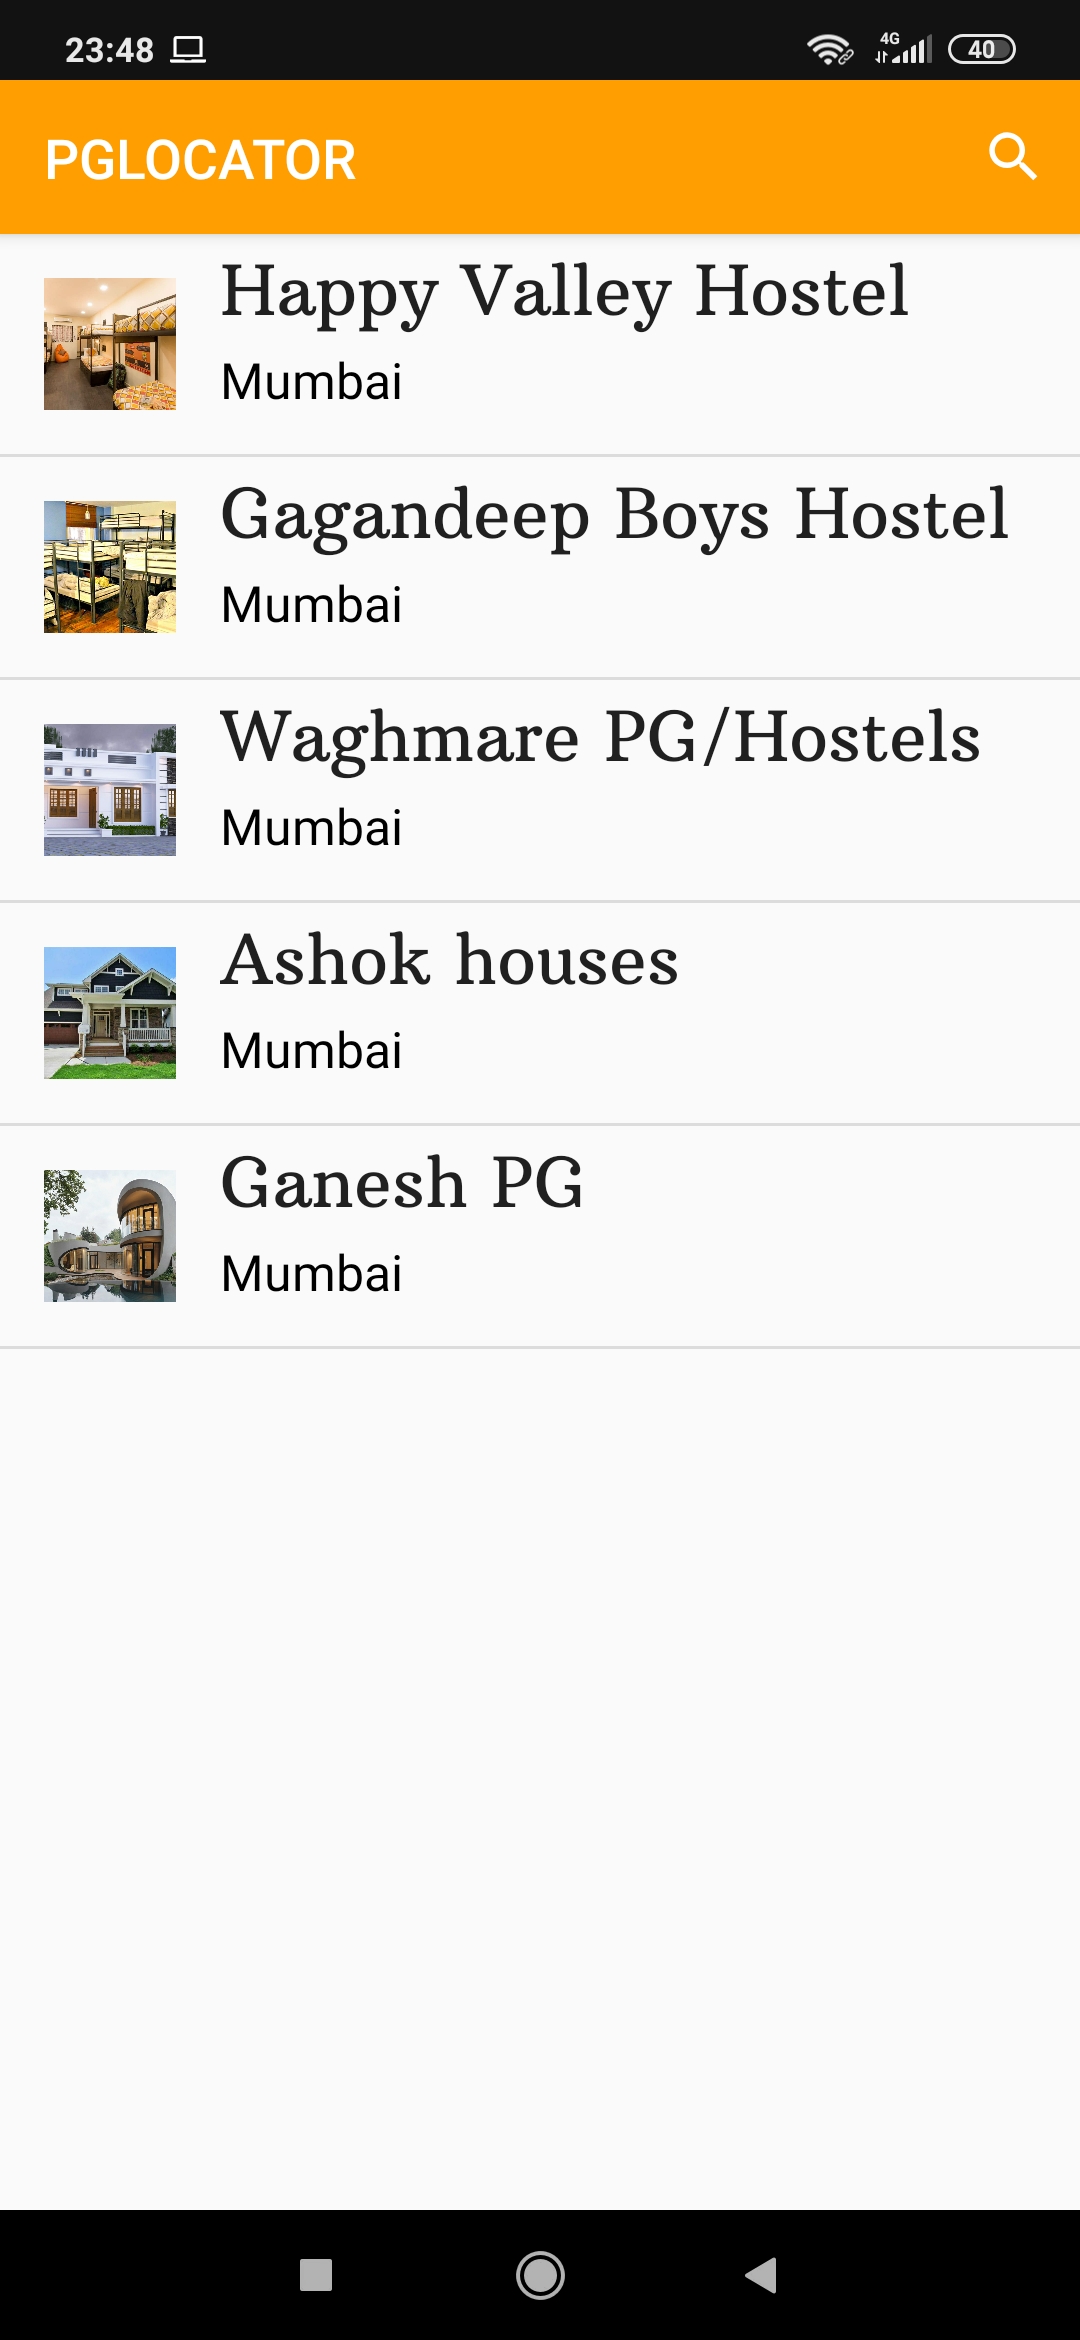 23:48
4G
40
PGLOCATOR
Happy Valley Hostel
Mumbai
Gagandeep Boys Hostel
Mumbai
Waghmare PG/Hostels
Mumbai
Ashok houses
Mumbai
Ganesh PG
Mumbai